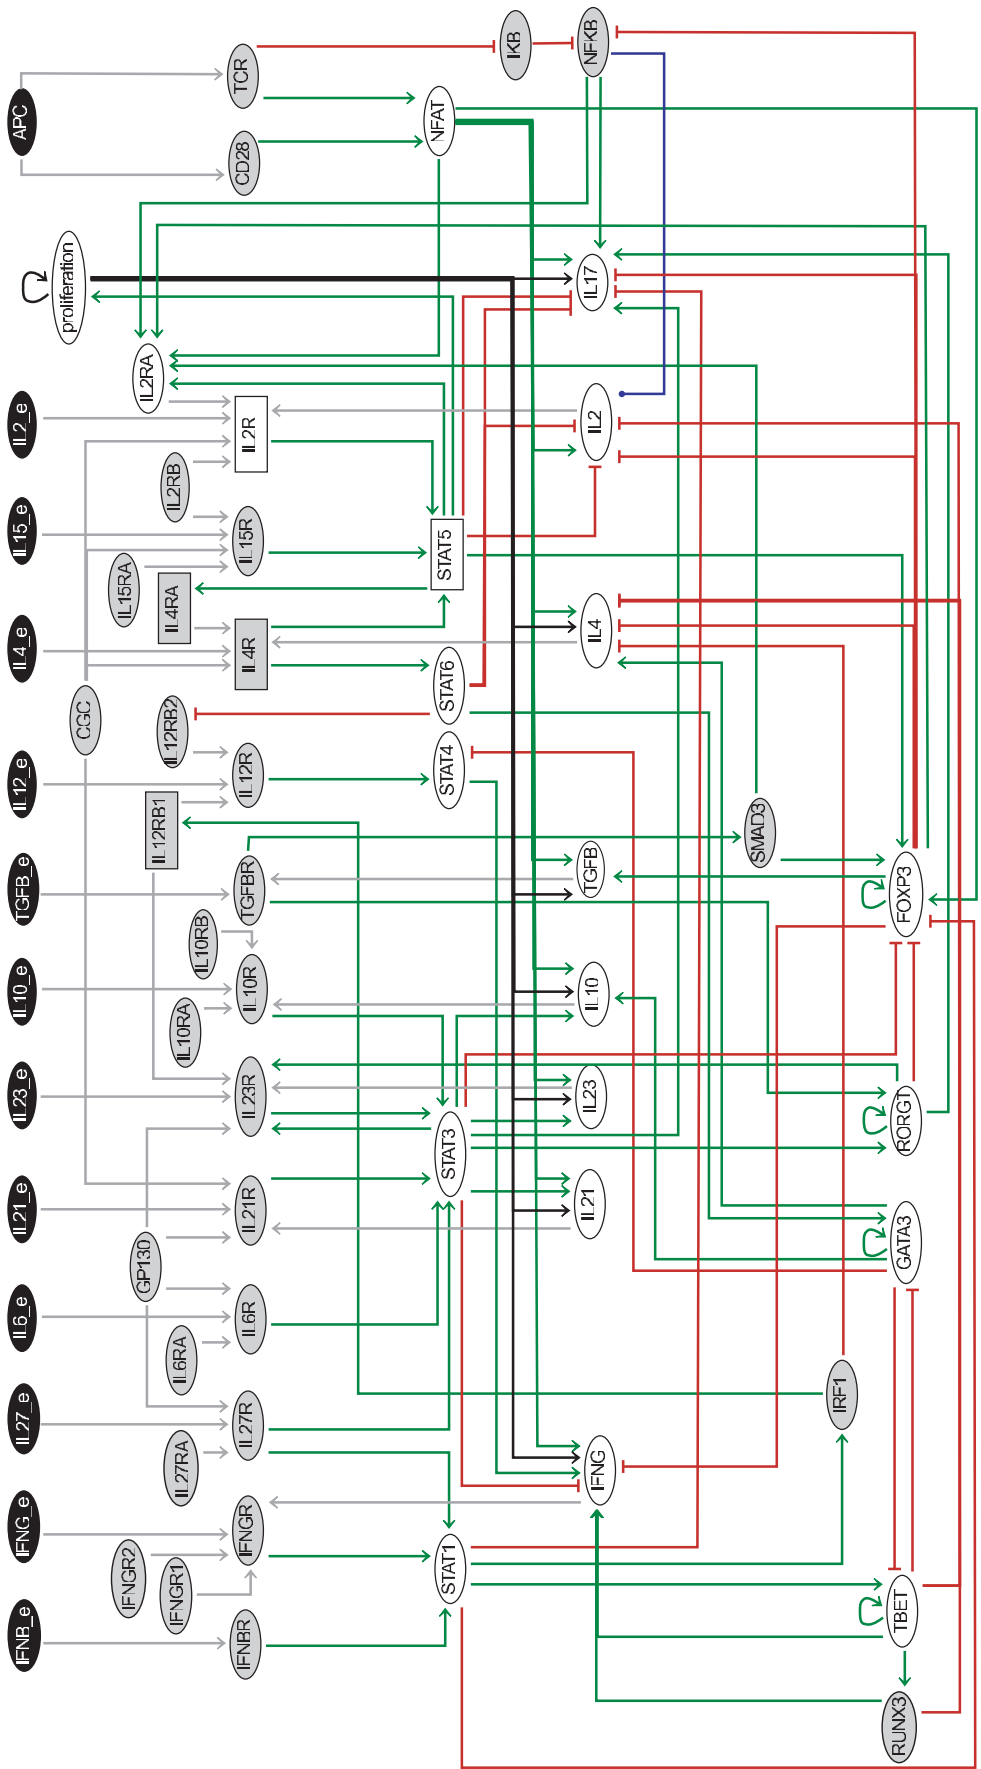 APC
IL2_e
IL15_e
IL4_e
IL12_e
TGFB_e
IL10_e
IL23_e
IL21_e
IL6_e
IL27_e
IFNG_e
IFNB_e
proliferation
CGC
IL2RA
IL2RB
IL15RA
IL4RA
IL12RB2
IL12RB1
IL10RB
IL10RA
GP130
IL6RA
IL27RA
IFNGR2
IFNGR1
TCR
CD28
IL2R
IL15R
IL4R
IL12R
TGFBR
IL10R
IL23R
IL21R
IL6R
IL27R
IFNGR
IFNBR
NFAT
STAT5
STAT6
STAT4
STAT3
STAT1
IKB
NFKB
IL17
IL2
IL4
TGFB
IL10
IL23
IL21
IFNG
SMAD3
IRF1
FOXP3
RORGT
GATA3
TBET
RUNX3